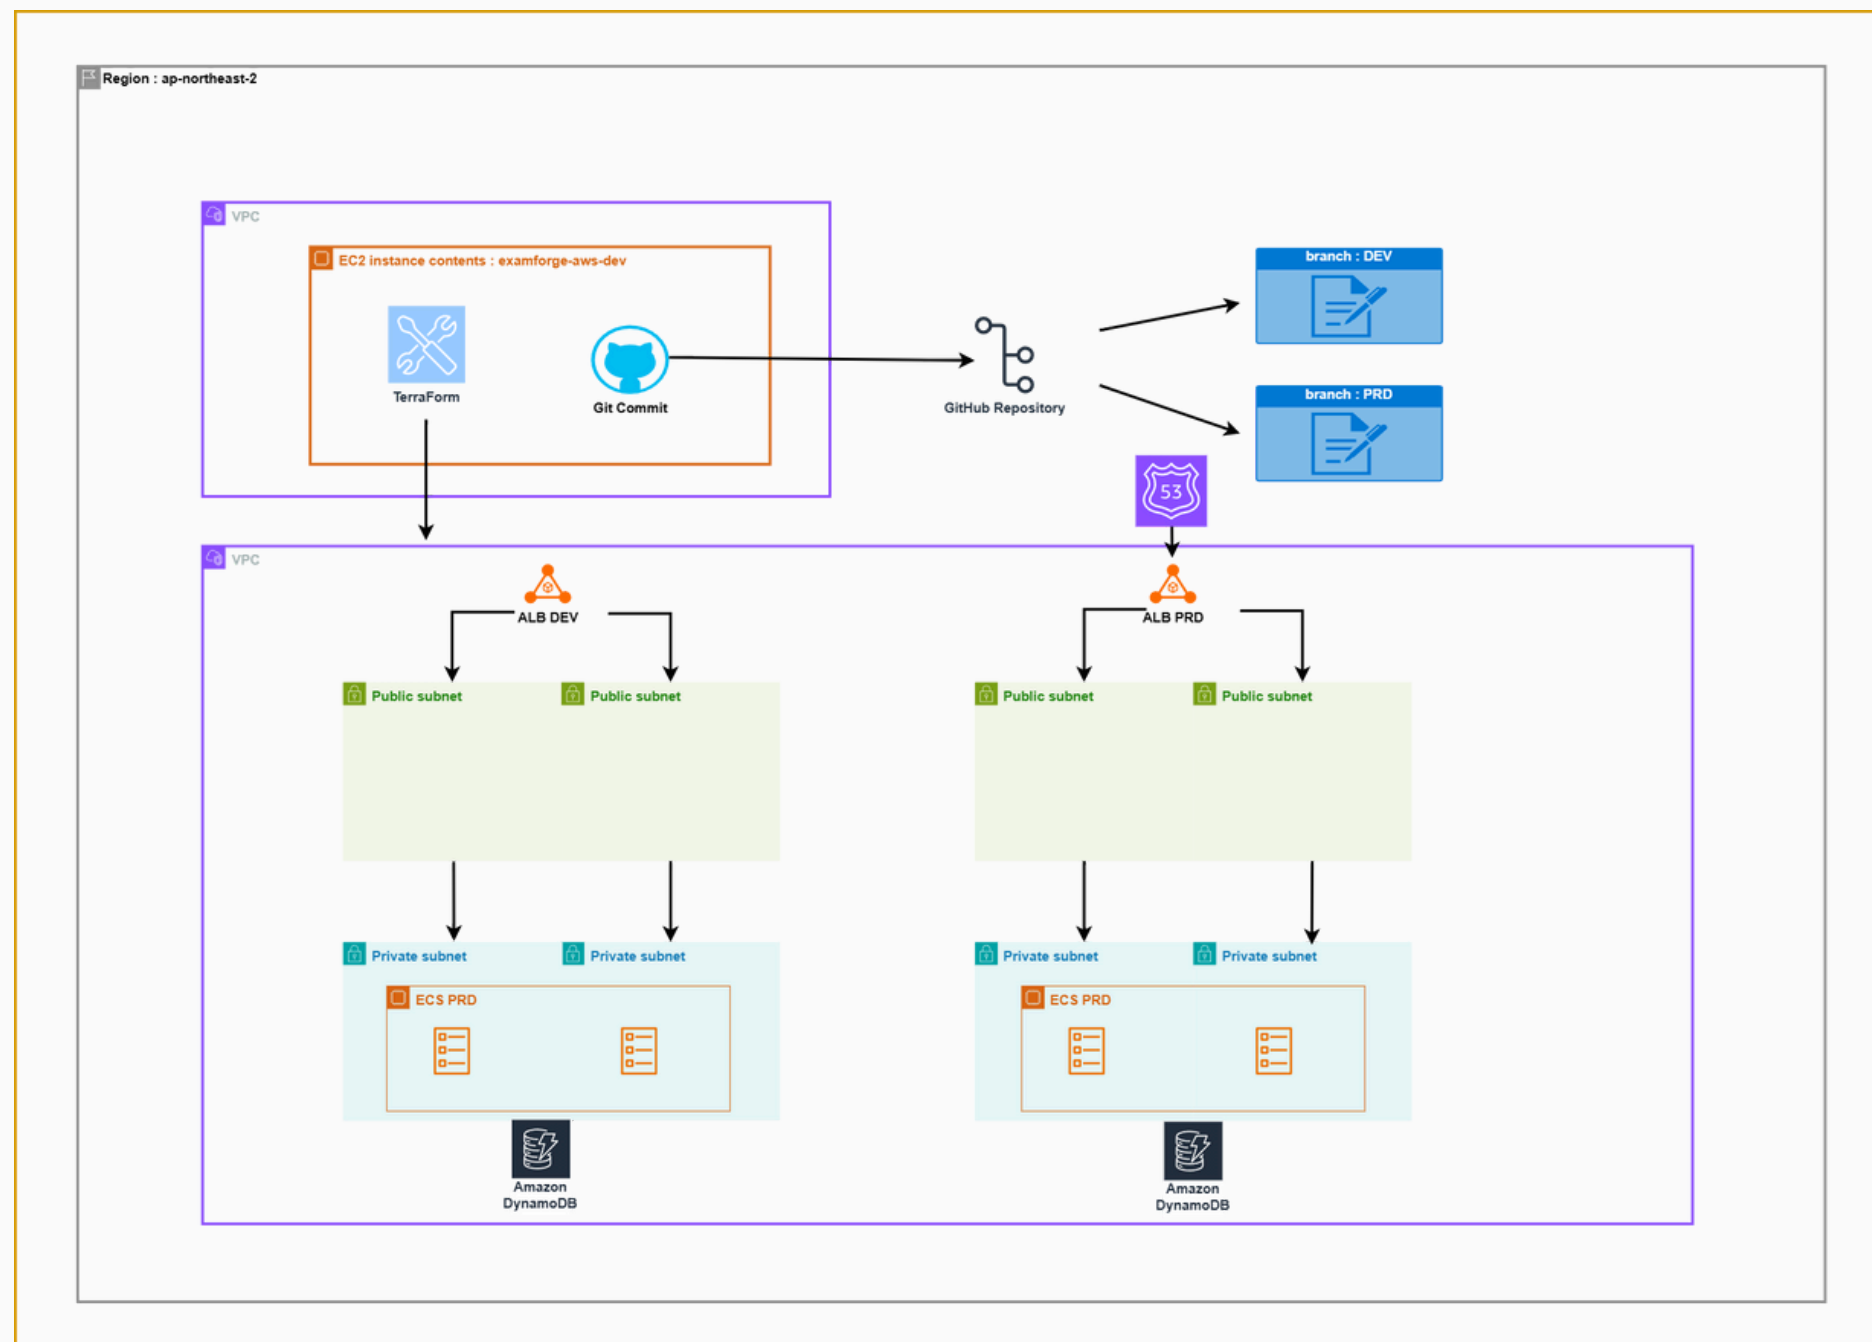 Region : ap-northeast-2
VPC
EC2 instance contents : examforge-aws-dev
TerraForm
Git Commit
GitHub Repository
branch : DEV
branch : PRD
53
VPC
ALB DEV
ALB PRD
Public subnet
Public subnet
Public subnet
Public subnet
Private subnet
Private subnet
Private subnet
Private subnet
ECS PRD
ECS PRD
Amazon
DynamoDB
Amazon
DynamoDB